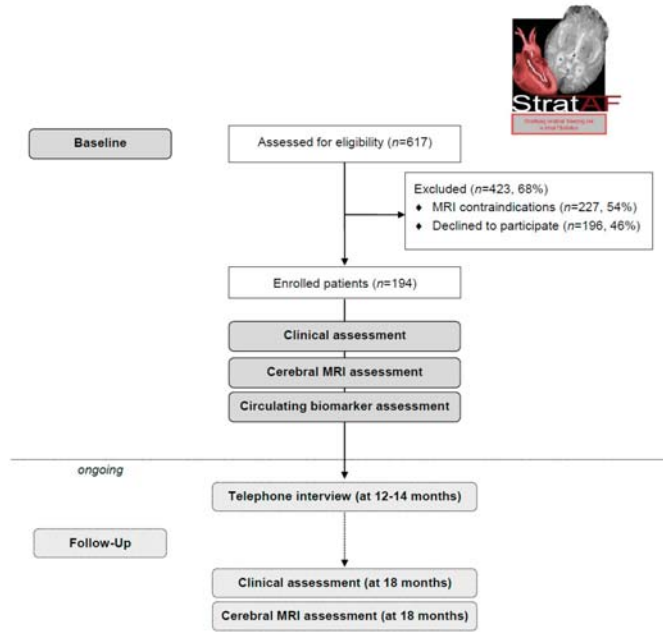 StratAF
Baseline
Assessed for eligibility (n=617)
Excluded (n=423, 68%)
♦ MRI contraindications (n=227, 54%)
♦ Declined to participate (n=196, 46%)
Enrolled patients (n=194)
Clinical assessment
Cerebral MRI assessment
Circulating biomarker assessment
ongoing
Telephone interview (at 12-14 months)
Follow-Up
Clinical assessment (at 18 months)
Cerebral MRI assessment (at 18 months)